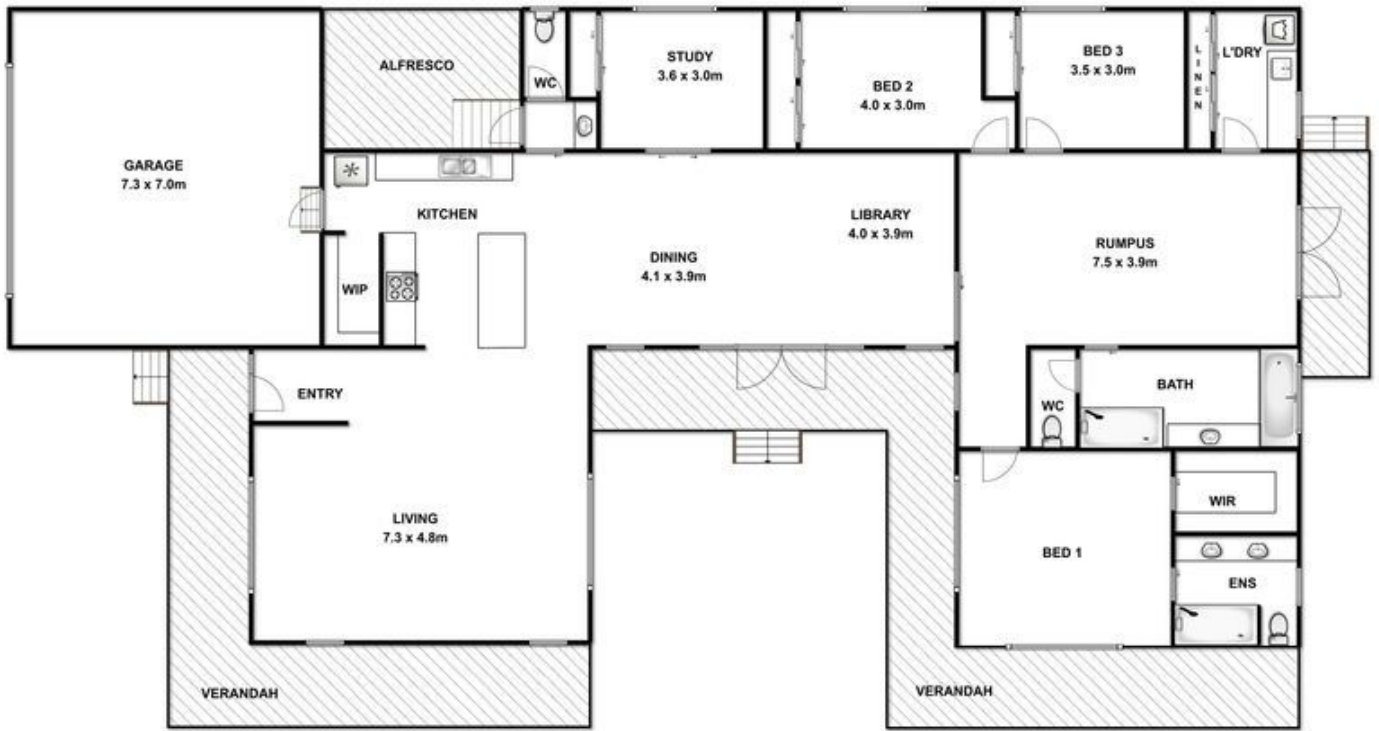 ALFRESCO
WC
STUDY
3.6 x 3.0m
BED 2
4.0 x 3.0m
BED 3
3.5 x 3.0m
LINEN
L'DRY
GARAGE
7.3 x 7.0m
KITCHEN
WIP
DINING
4.1 x 3.9m
LIBRARY
4.0 x 3.9m
RUMPUS
7.5 x 3.9m
ENTRY
WC
BATH
LIVING
7.3 x 4.8m
BED 1
WIR
ENS
VERANDAH
VERANDAH